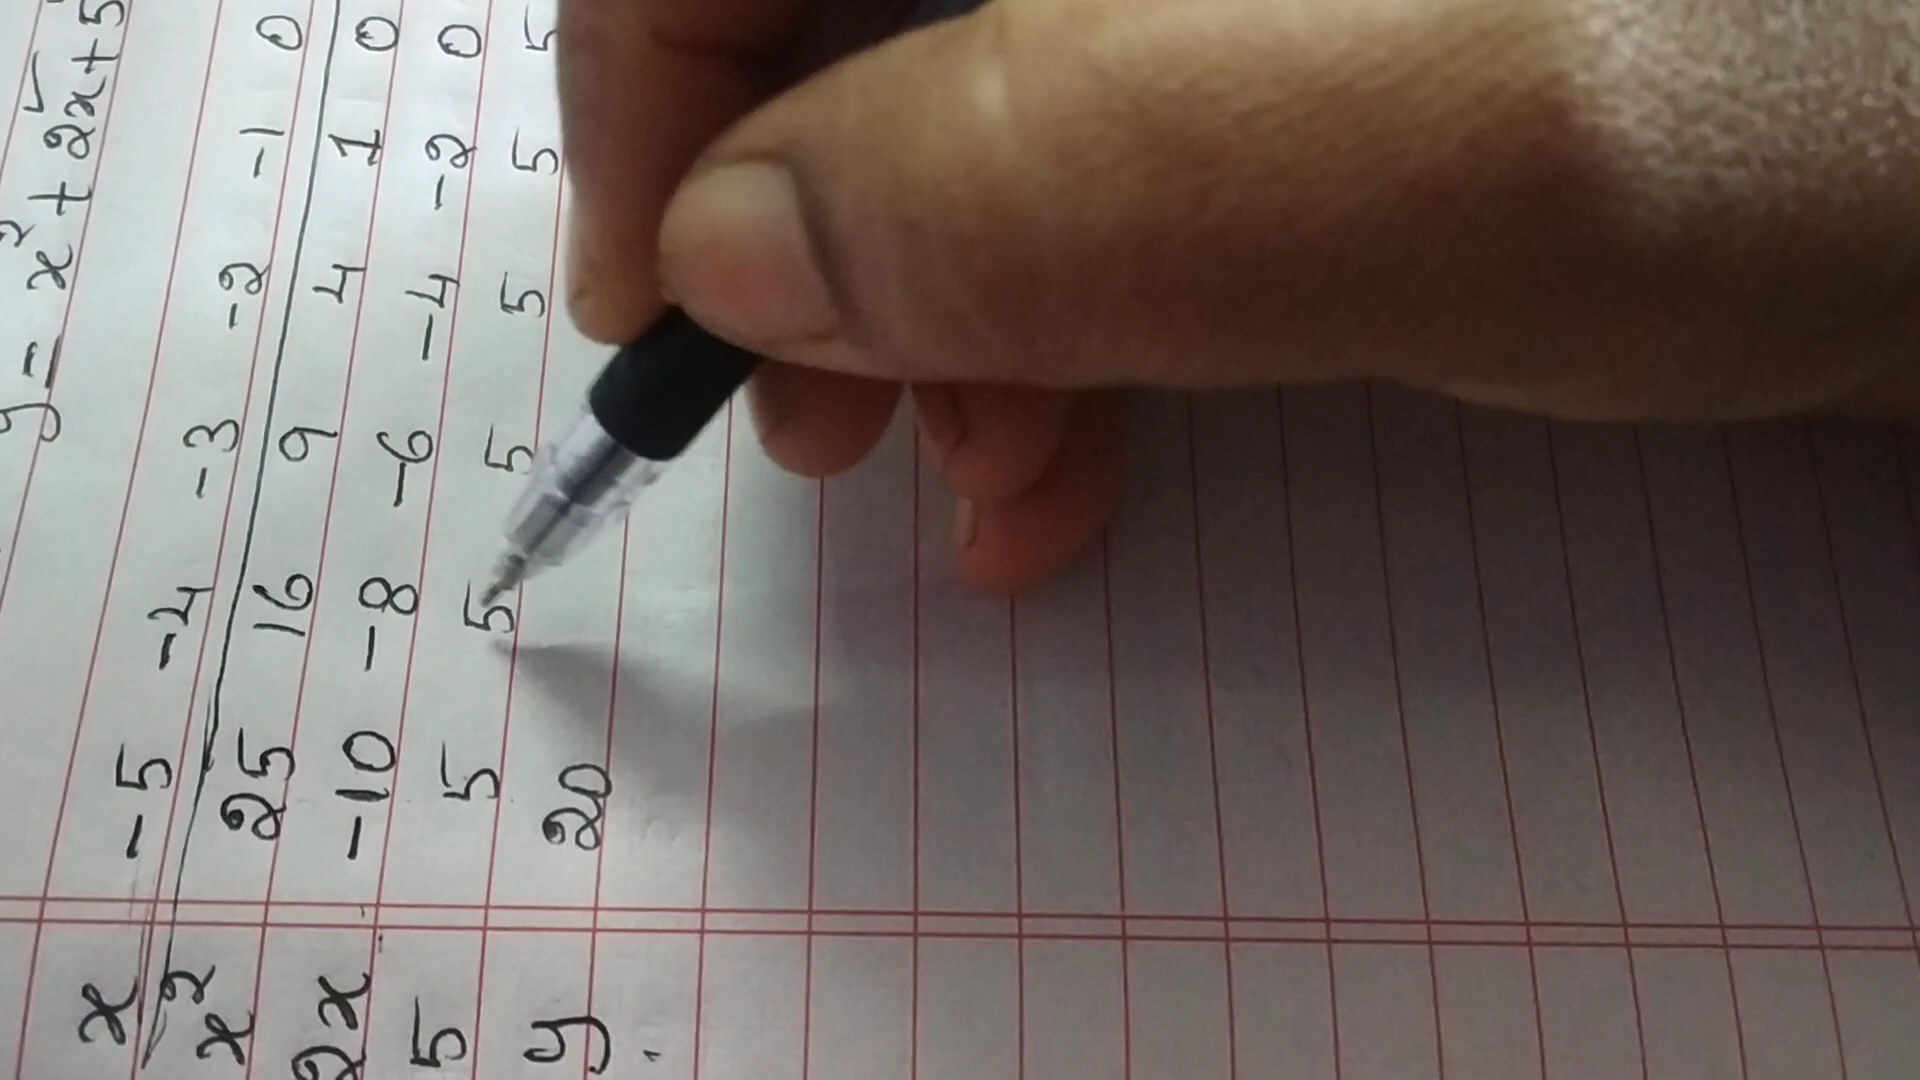 y = x² + 2x + 5
x -5 -4 -3 -2 -1 0
x² 25 16 9 4 1 0
2x -10 -8 -6 -4 -2 0
5 5 5 5 5 5 5
y 20